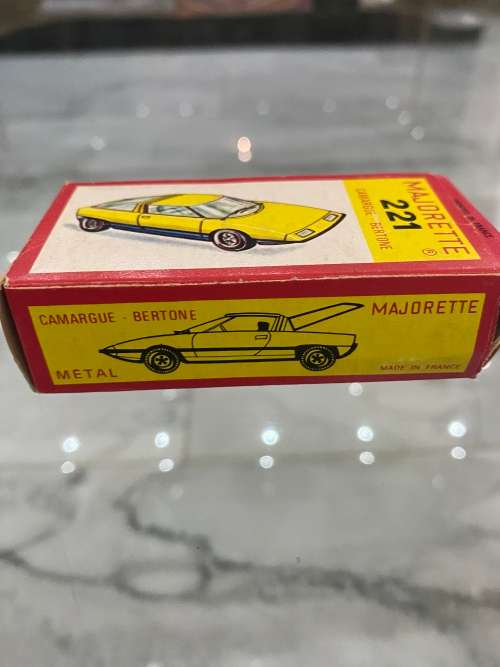 MAJORETTE
®
221
CAMARGUE - BERTONE
CAMARGUE - BERTONE
MAJORETTE
METAL
MADE IN FRANCE